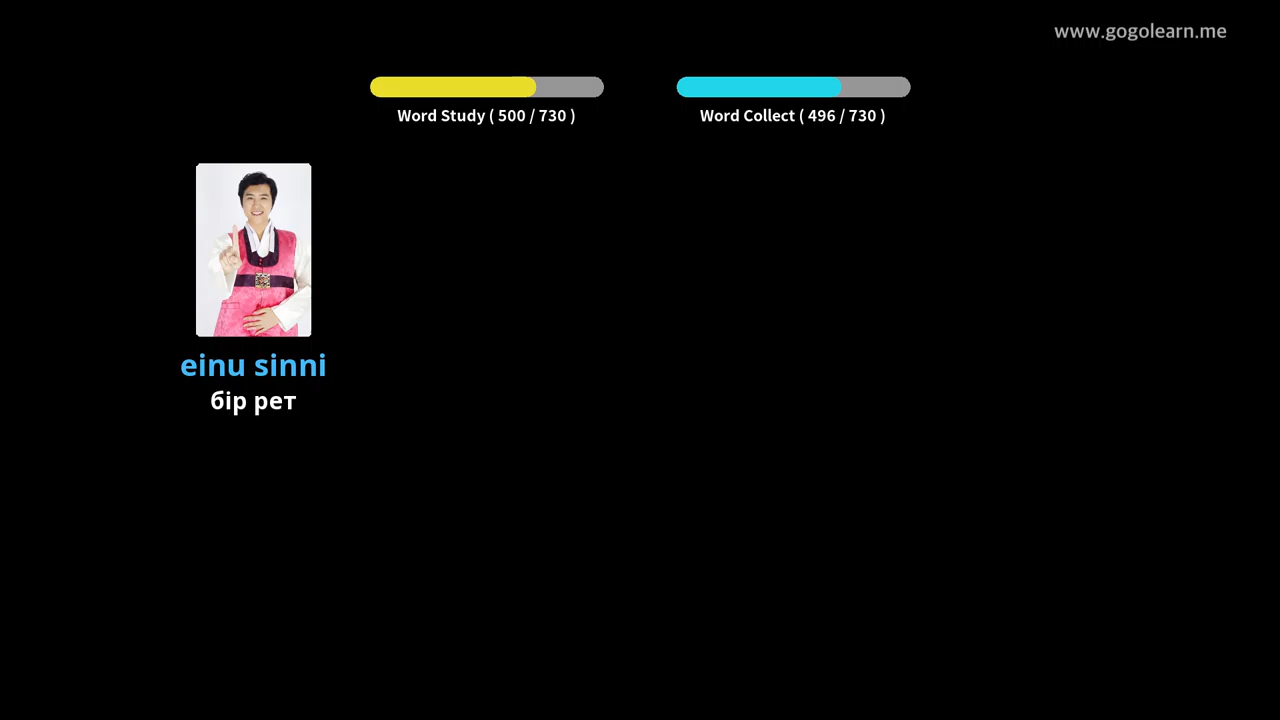 www.gogolearn.me
Word Study ( 500 / 730 )
Word Collect ( 496 / 730 )
einu sinni
бір рет